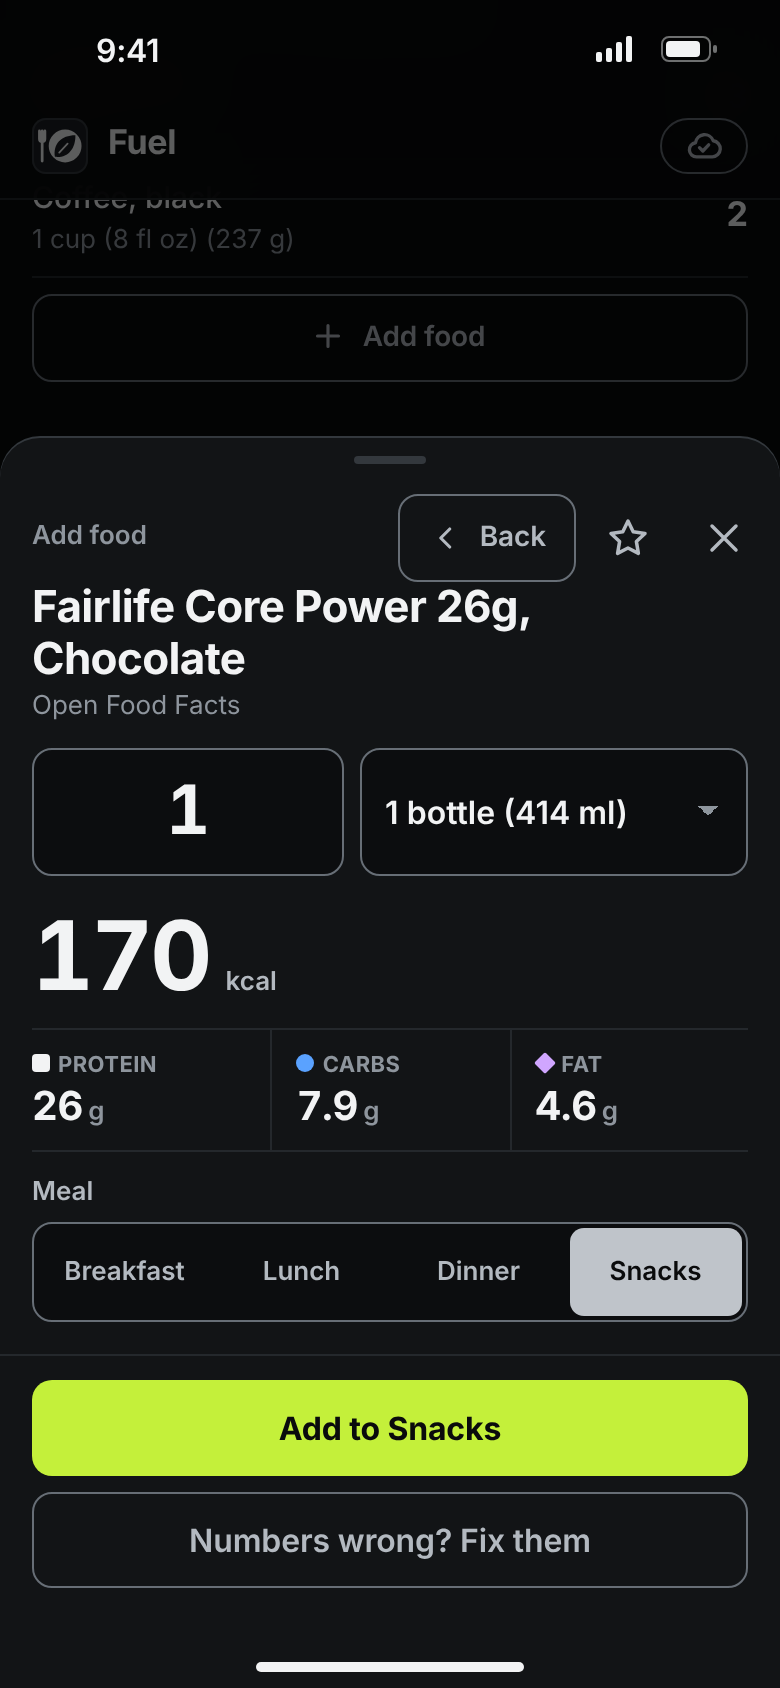 9:41
Fuel
Coffee, black
2
1 cup (8 fl oz) (237 g)
Add food
Add food
Back
Fairlife Core Power 26g,
Chocolate
Open Food Facts
1
1 bottle (414 ml)
170 kcal
PROTEIN CARBS FAT
26 g 7.9 g 4.6 g
Meal
Breakfast Lunch Dinner Snacks
Add to Snacks
Numbers wrong? Fix them